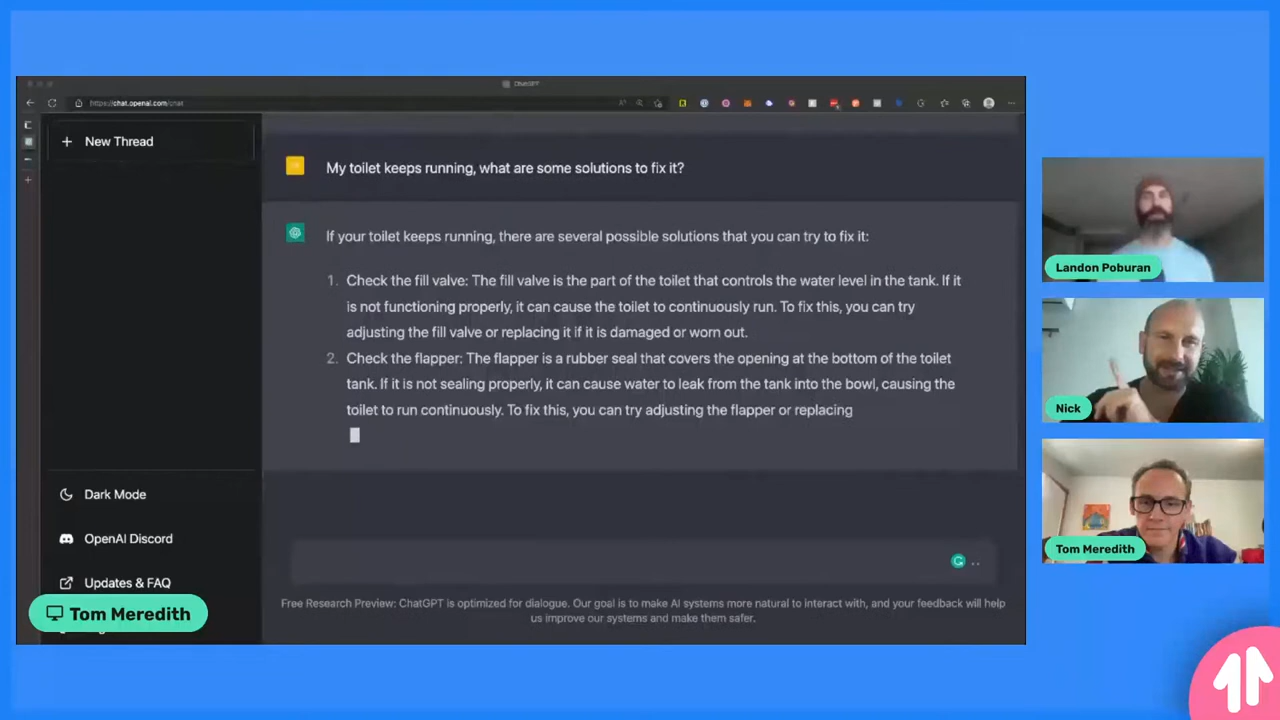 ChatGPT
https://chat.openai.com/chat
New Thread
My toilet keeps running, what are some solutions to fix it?
If your toilet keeps running, there are several possible solutions that you can try to fix it:
1. Check the fill valve: The fill valve is the part of the toilet that controls the water level in the tank. If it
is not functioning properly, it can cause the toilet to continuously run. To fix this, you can try
adjusting the fill valve or replacing it if it is damaged or worn out.
2. Check the flapper: The flapper is a rubber seal that covers the opening at the bottom of the toilet
tank. If it is not sealing properly, it can cause water to leak from the tank into the bowl, causing the
toilet to run continuously. To fix this, you can try adjusting the flapper or replacing
Dark Mode
OpenAI Discord
Updates & FAQ
Tom Meredith
Free Research Preview: ChatGPT is optimized for dialogue. Our goal is to make AI systems more natural to interact with, and your feedback will help
us improve our systems and make them safer.
Landon Poburan
Nick
Tom Meredith